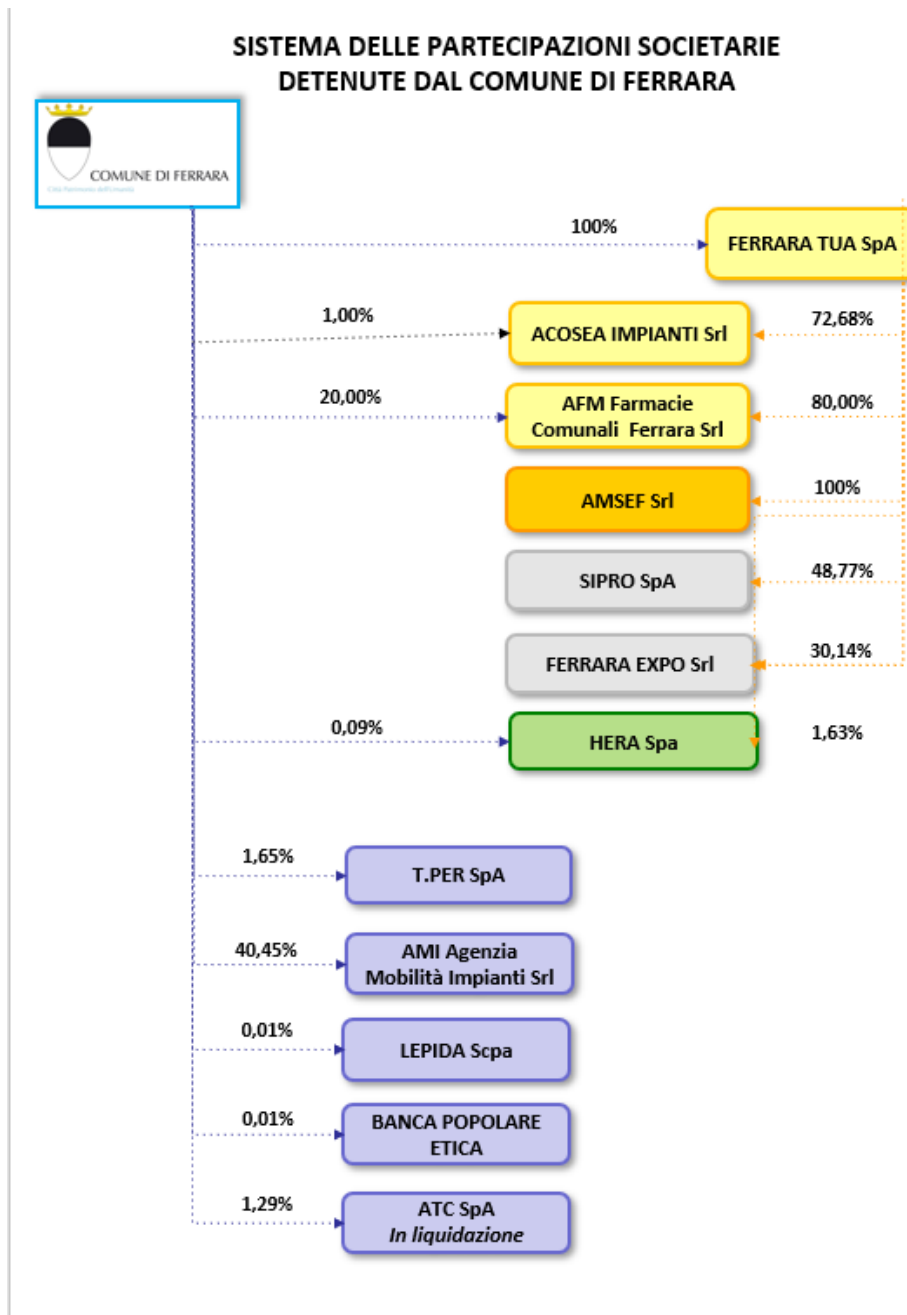 SISTEMA DELLE PARTECIPAZIONI SOCIETARIE
DETENUTE DAL COMUNE DI FERRARA
COMUNE DI FERRARA
Città Patrimonio dell'Umanità
100%
FERRARA TUA SpA
1,00%
ACOSEA IMPIANTI Srl
72,68%
20,00%
AFM Farmacie
Comunali Ferrara Srl
80,00%
AMSEF Srl
100%
SIPRO SpA
48,77%
FERRARA EXPO Srl
30,14%
0,09%
HERA Spa
1,63%
1,65%
T.PER SpA
40,45%
AMI Agenzia
Mobilità Impianti Srl
0,01%
LEPIDA Scpa
0,01%
BANCA POPOLARE
ETICA
1,29%
ATC SpA
In liquidazione